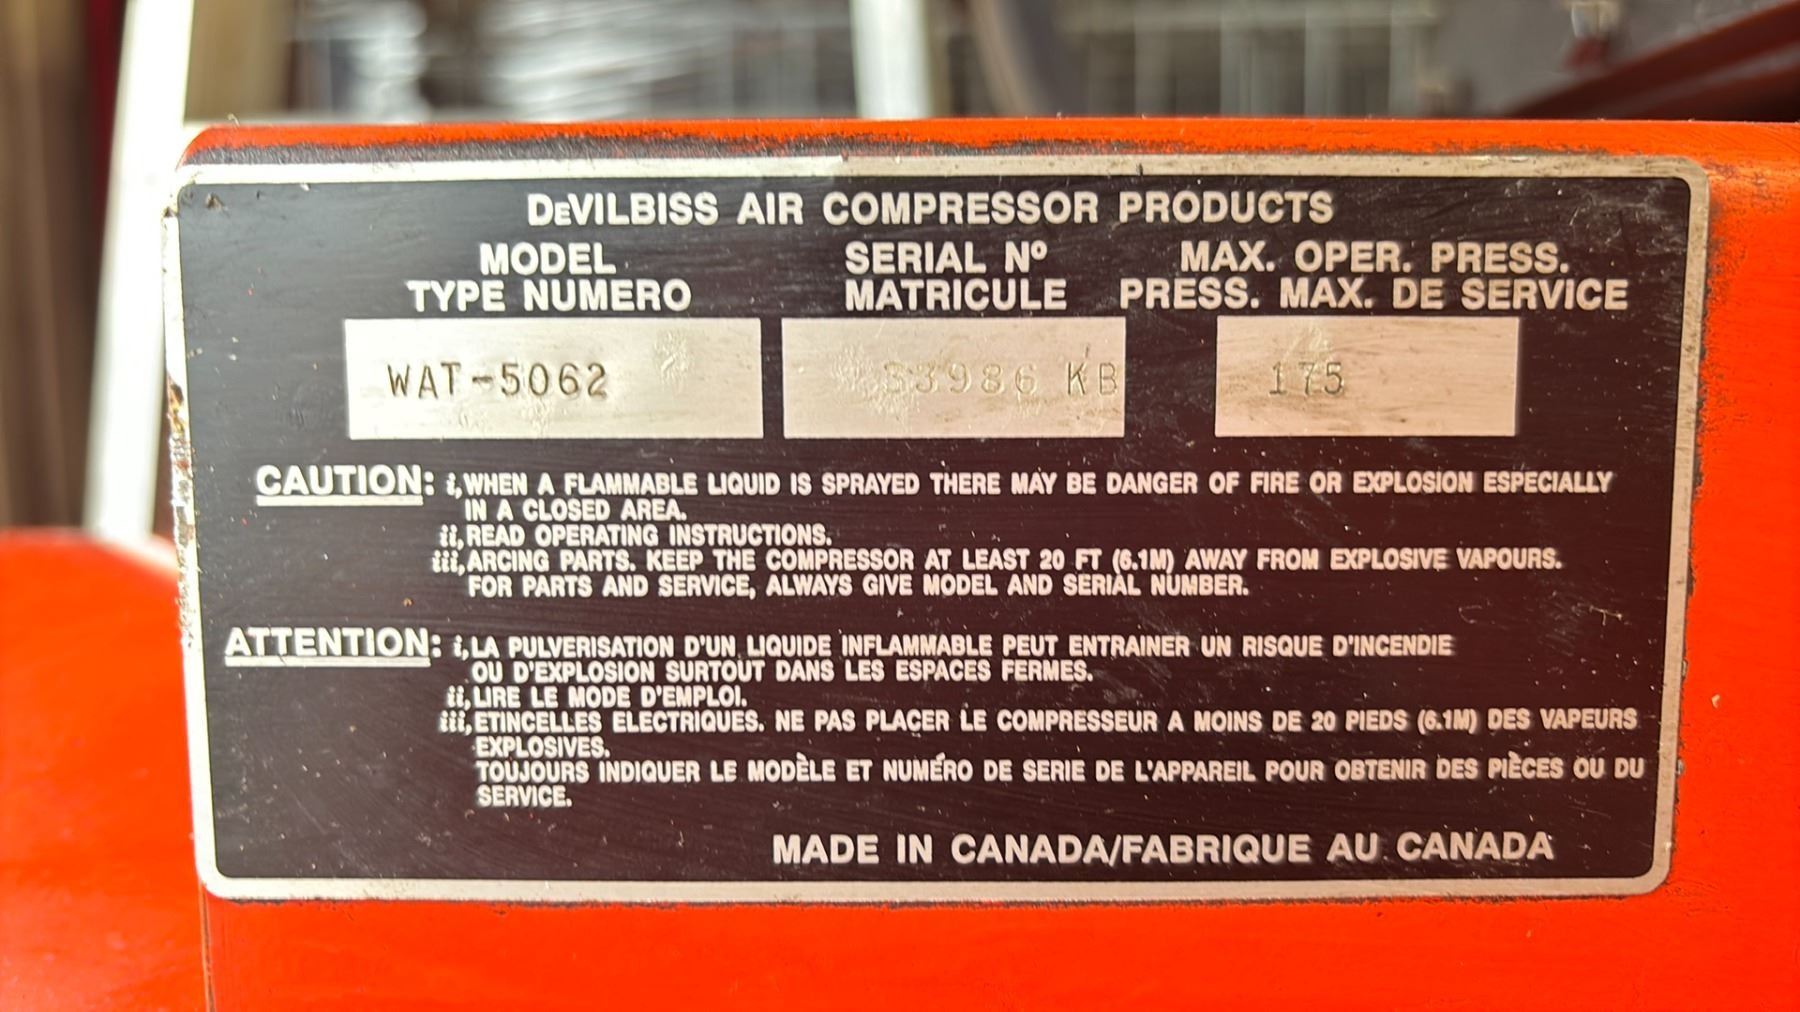 DeVILBISS AIR COMPRESSOR PRODUCTS
MODEL SERIAL Nº MAX. OPER. PRESS.
TYPE NUMERO MATRICULE PRESS. MAX. DE SERVICE
WAT-5062 33986 KB 175
CAUTION: i, WHEN A FLAMMABLE LIQUID IS SPRAYED THERE MAY BE DANGER OF FIRE OR EXPLOSION ESPECIALLY
IN A CLOSED AREA.
ii, READ OPERATING INSTRUCTIONS.
iii, ARCING PARTS. KEEP THE COMPRESSOR AT LEAST 20 FT (6.1M) AWAY FROM EXPLOSIVE VAPOURS.
FOR PARTS AND SERVICE, ALWAYS GIVE MODEL AND SERIAL NUMBER.
ATTENTION: i, LA PULVERISATION D'UN LIQUIDE INFLAMMABLE PEUT ENTRAINER UN RISQUE D'INCENDIE
OU D'EXPLOSION SURTOUT DANS LES ESPACES FERMES.
ii, LIRE LE MODE D'EMPLOI.
iii, ETINCELLES ELECTRIQUES. NE PAS PLACER LE COMPRESSEUR A MOINS DE 20 PIEDS (6.1M) DES VAPEURS
EXPLOSIVES.
TOUJOURS INDIQUER LE MODÈLE ET NUMÉRO DE SERIE DE L'APPAREIL POUR OBTENIR DES PIÈCES OU DU
SERVICE.
MADE IN CANADA/FABRIQUE AU CANADA